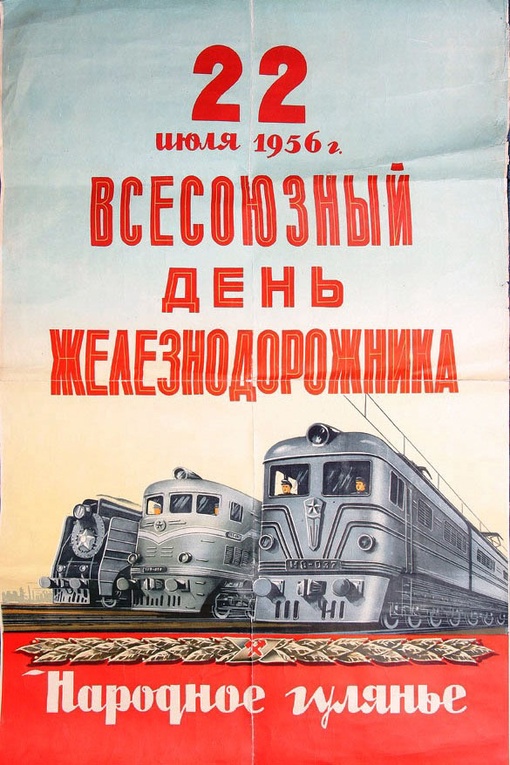 22
июля 1956 г.
ВСЕСОЮЗНЫЙ
ДЕНЬ
ЖЕЛЕЗНОДОРОЖНИКА
Народное гулянье